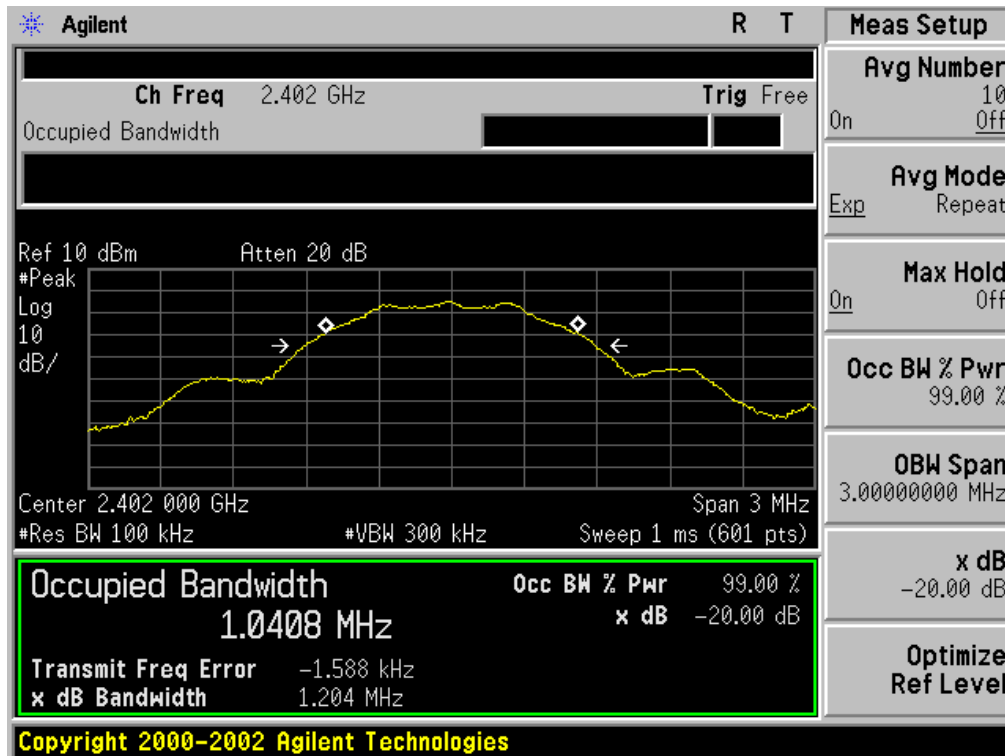 Agilent R T
Meas Setup
Ch Freq 2.402 GHz Trig Free
Occupied Bandwidth
Ref 10 dBm Atten 20 dB
#Peak
Log
10
dB/
Center 2.402 000 GHz Span 3 MHz
#Res BW 100 kHz #VBW 300 kHz Sweep 1 ms (601 pts)
Occupied Bandwidth Occ BW % Pwr 99.00 %
1.0408 MHz x dB -20.00 dB
Transmit Freq Error -1.588 kHz
x dB Bandwidth 1.204 MHz
Avg Number
10
On Off
Avg Mode
Exp Repeat
Max Hold
On Off
Occ BW % Pwr
99.00 %
OBW Span
3.00000000 MHz
x dB
-20.00 dB
Optimize
Ref Level
Copyright 2000-2002 Agilent Technologies